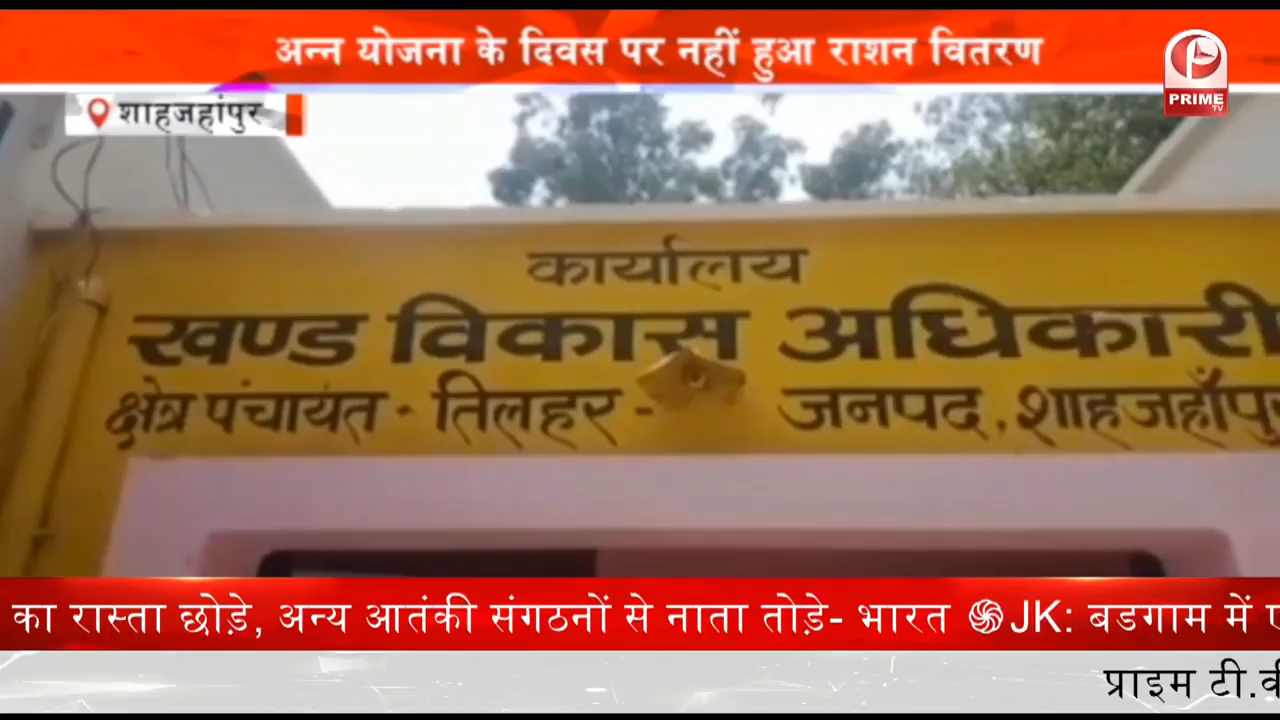 अन्न योजना के दिवस पर नहीं हुआ राशन वितरण
PRIME
TV
शाहजहांपुर
कार्यालय
खण्ड विकास अधिकारी
क्षेत्र पंचायत - तिलहर - जनपद, शाहजहाँपु
का रास्ता छोड़े, अन्य आतंकी संगठनों से नाता तोड़े- भारत JK: बडगाम में
प्राइम टी.वी